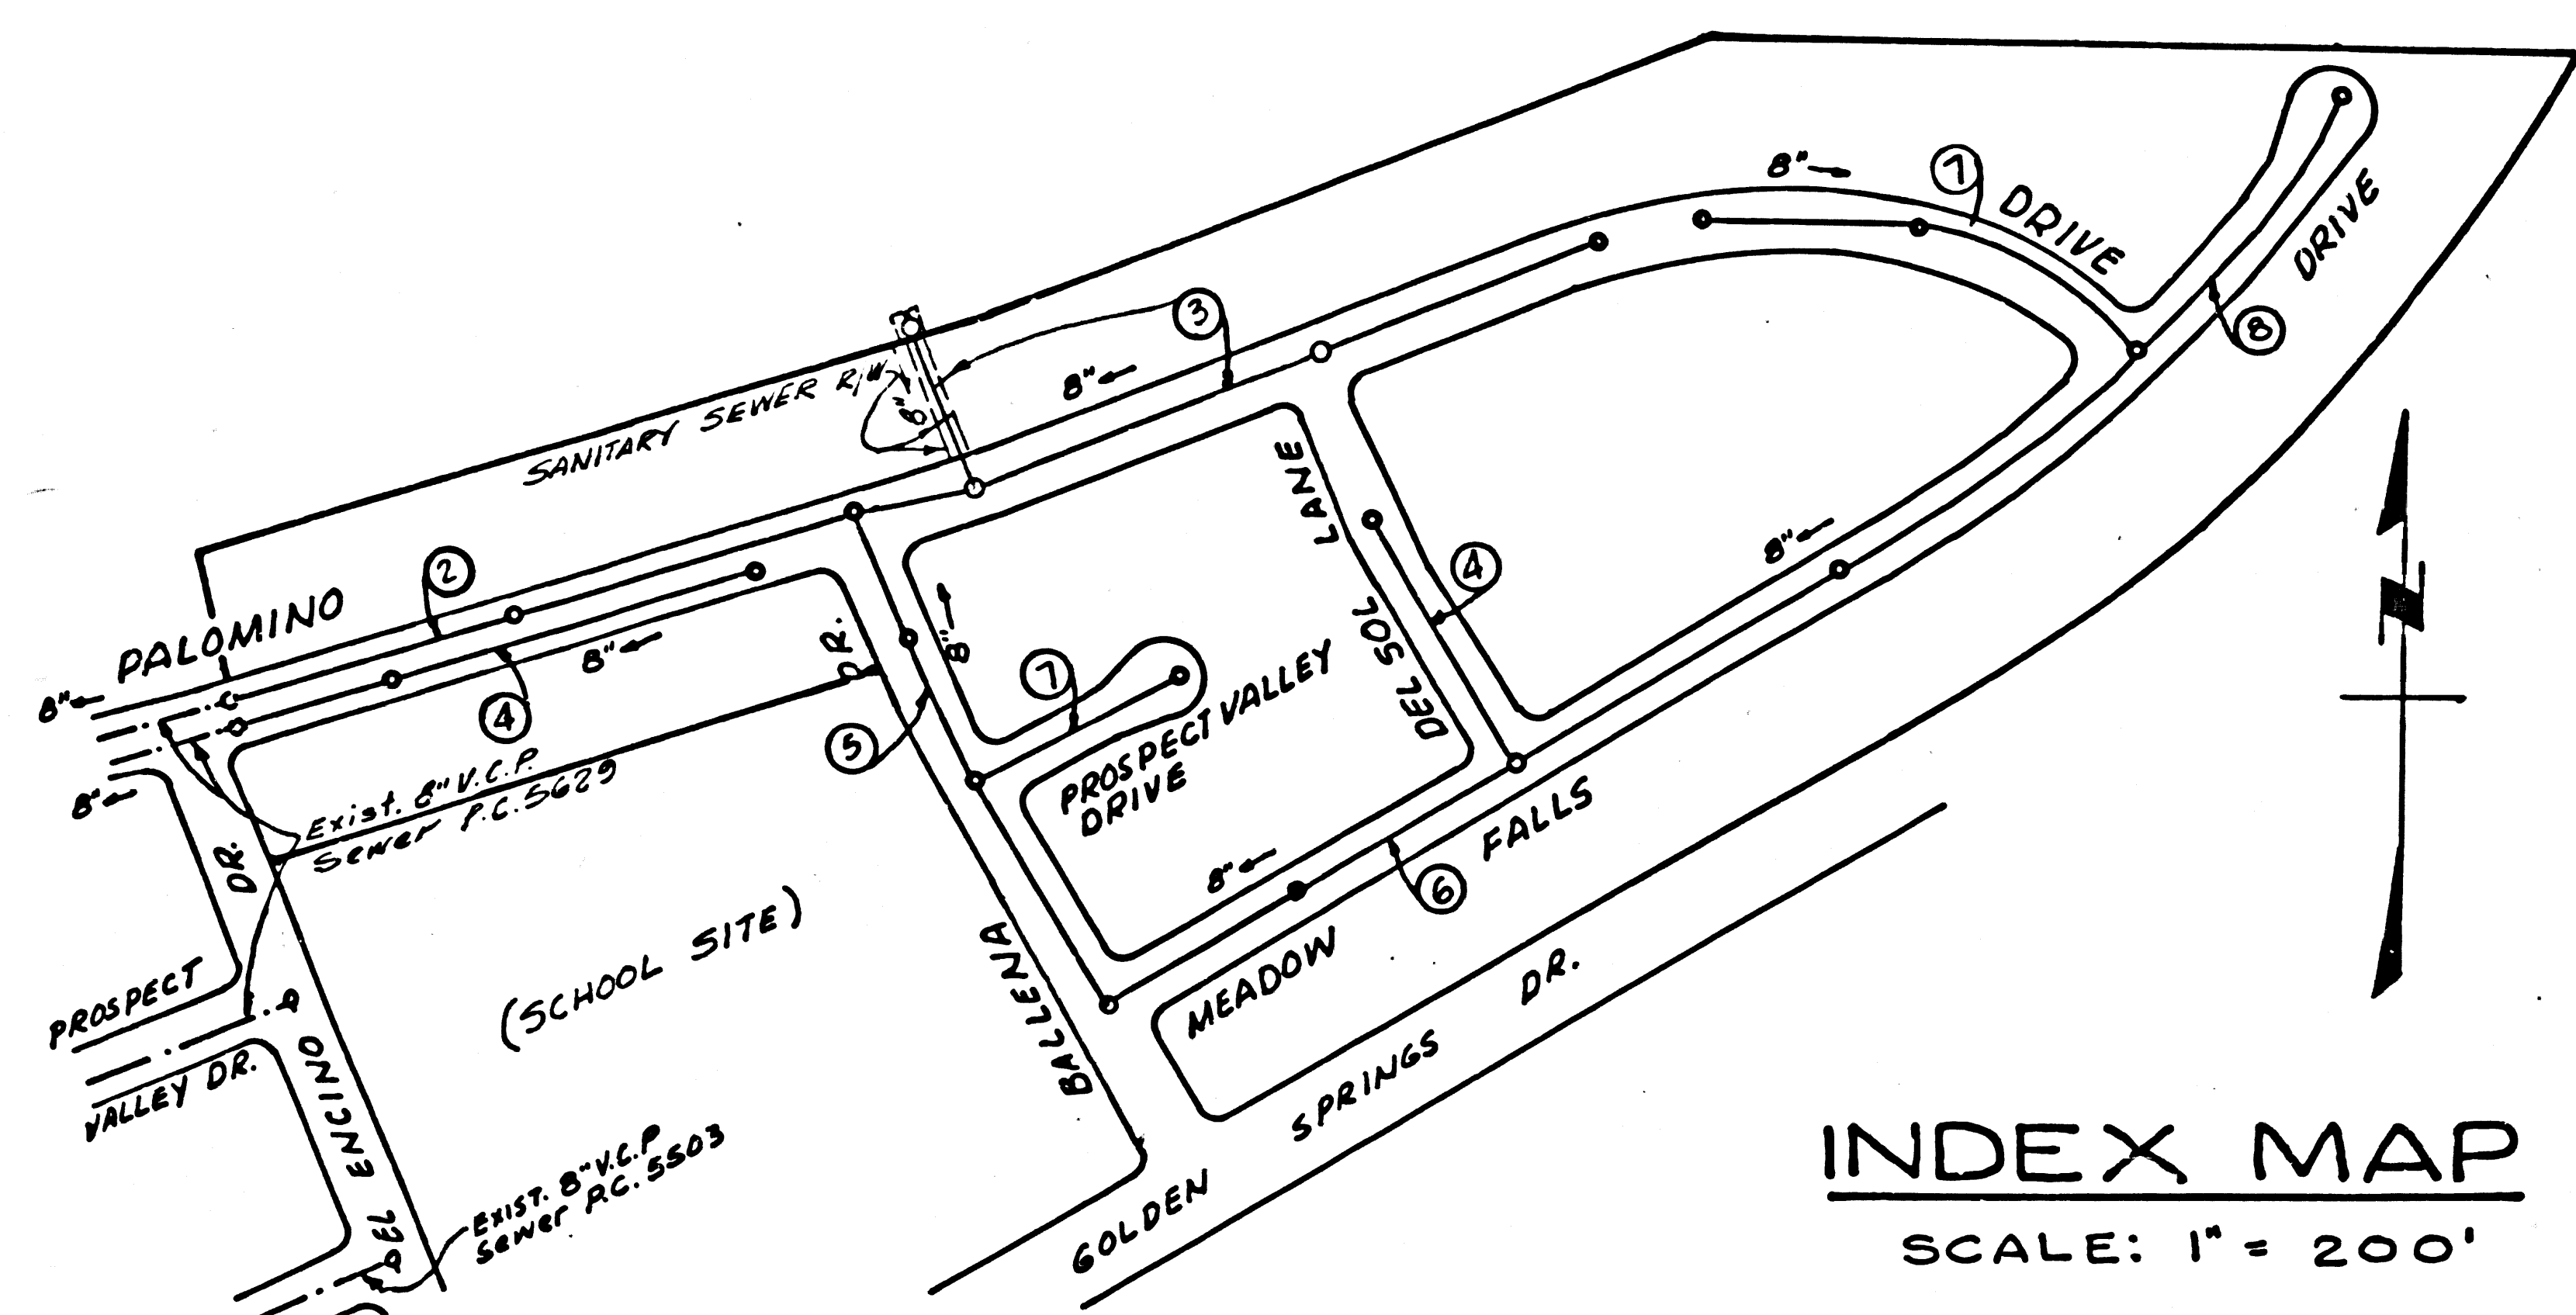 8"
7
DRIVE
DRIVE
8
3
8"
SANITARY SEWER R/W
8"
2
PALOMINO
8"
8"
4
8"
DR.
8"
7
5
LANE
DEL SOL
4
8"
PROSPECT VALLEY
DRIVE
N
Exist. 8" V.C.P.
Sewer P.C. 5629
DR.
8"
6
FALLS
MEADOW
(SCHOOL SITE)
BALLENA
PROSPECT
VALLEY DR.
EL ENCINO
EXIST. 8" V.C.P
Sewer P.C. 5503
GOLDEN SPRINGS DR.
INDEX MAP
SCALE: 1" = 200'